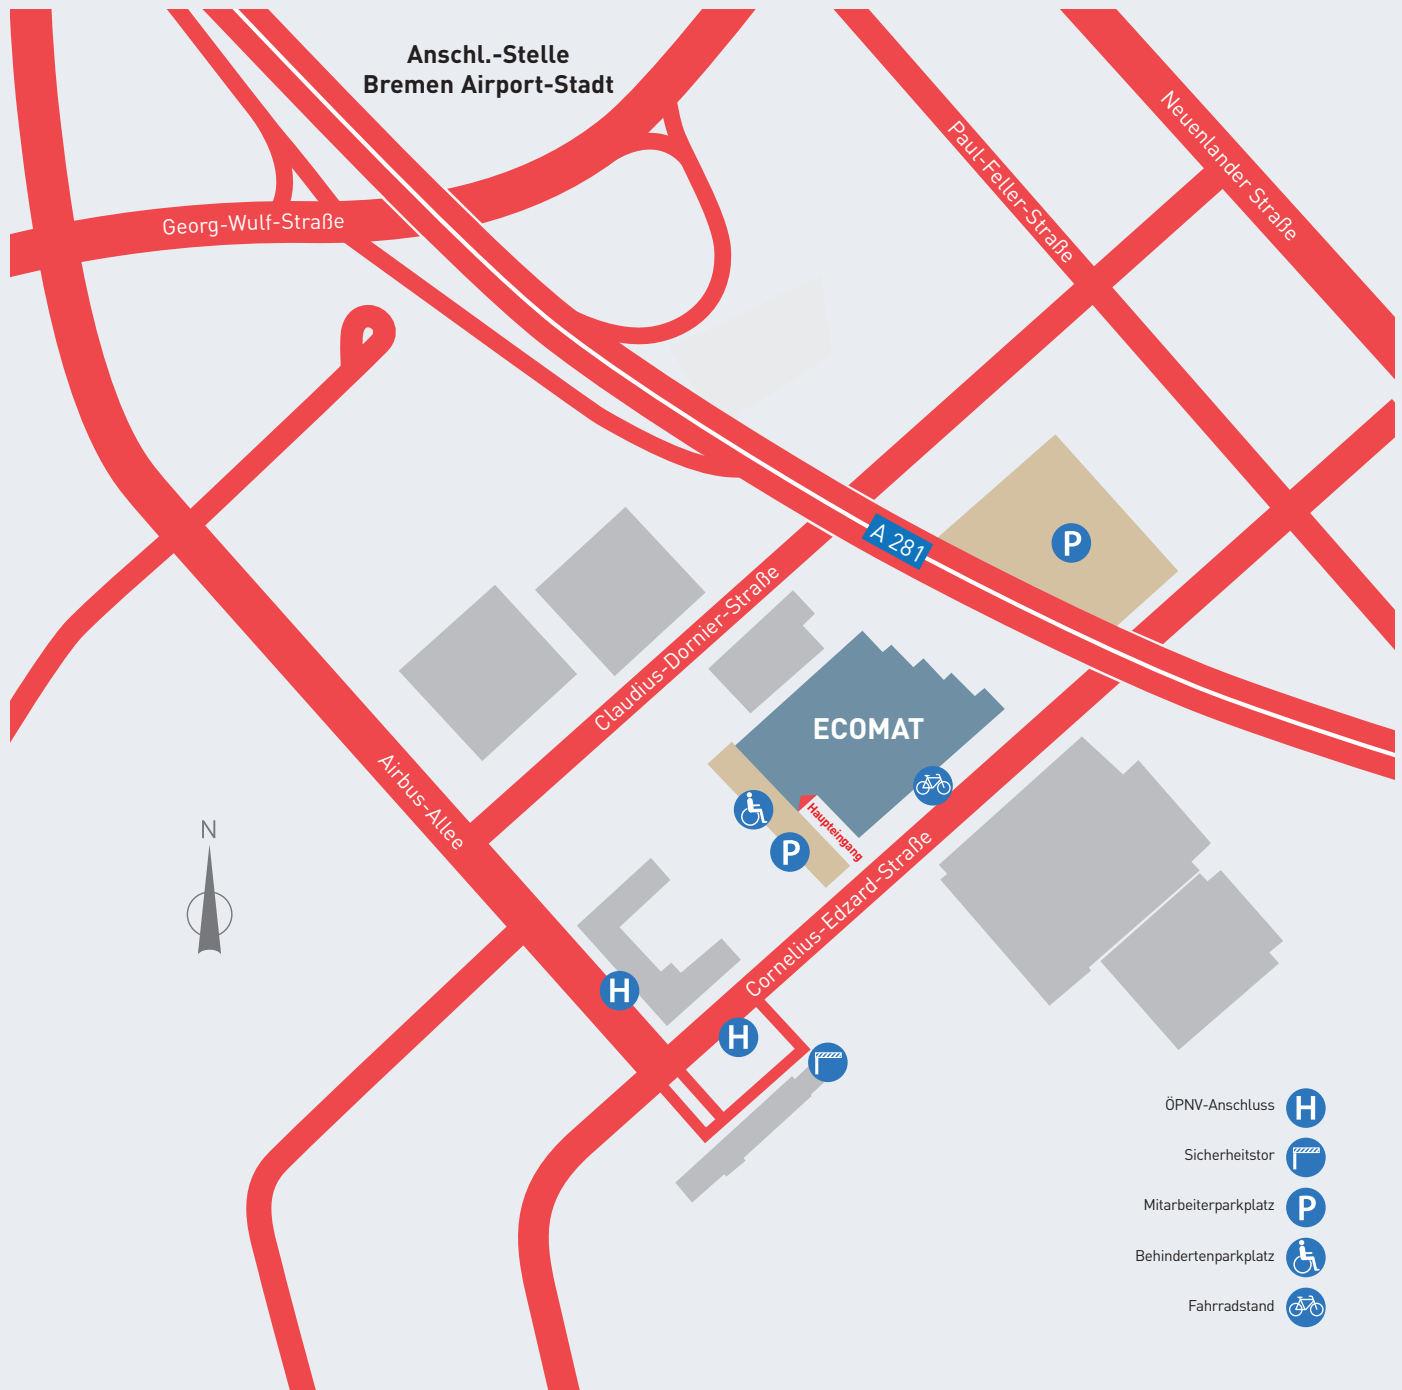 Anschl.-Stelle
Bremen Airport-Stadt
Neuenlander Straße
Paul-Feller-Straße
Georg-Wulf-Straße
A 281
P
Claudius-Dornier-Straße
ECOMAT
Airbus-Allee
Haupteingang
P
N
Cornelius-Edzard-Straße
H
H
ÖPNV-Anschluss H
Sicherheitstor
Mitarbeiterparkplatz P
Behindertenparkplatz
Fahrradstand